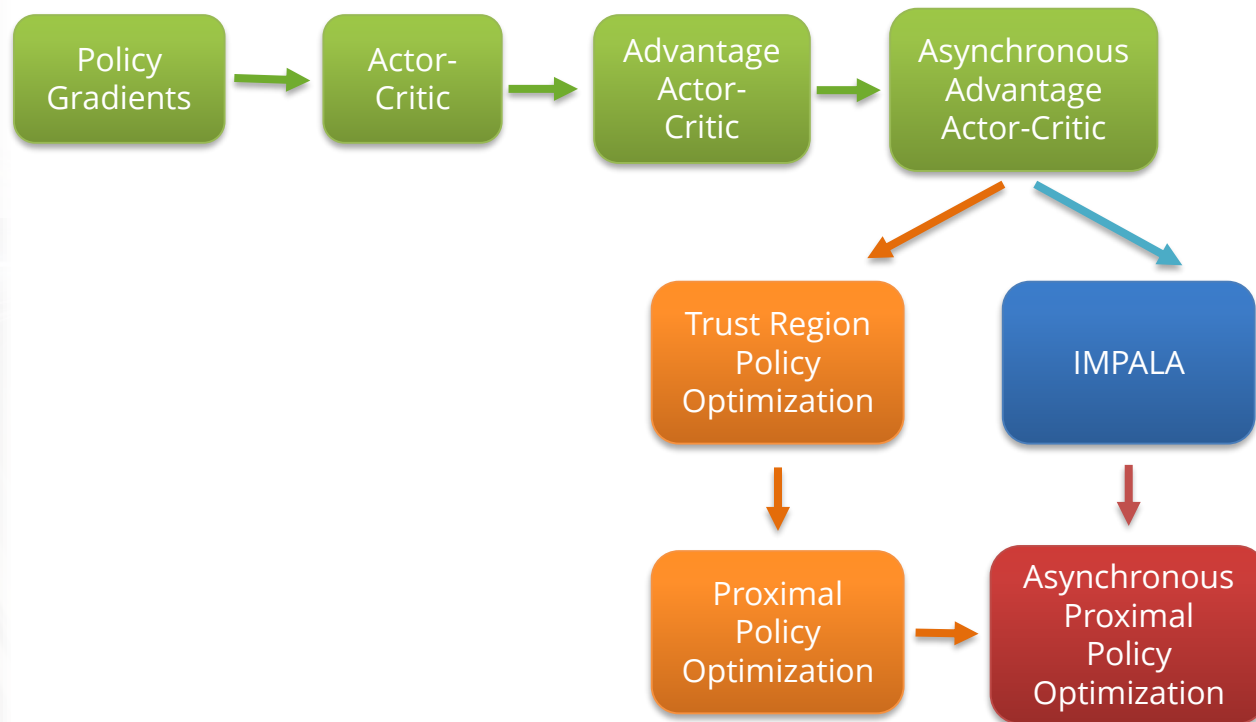 Policy
Gradients
Actor-
Critic
Advantage
Actor-
Critic
Asynchronous
Advantage
Actor-Critic
Trust Region
Policy
Optimization
IMPALA
Proximal
Policy
Optimization
Asynchronous
Proximal
Policy
Optimization